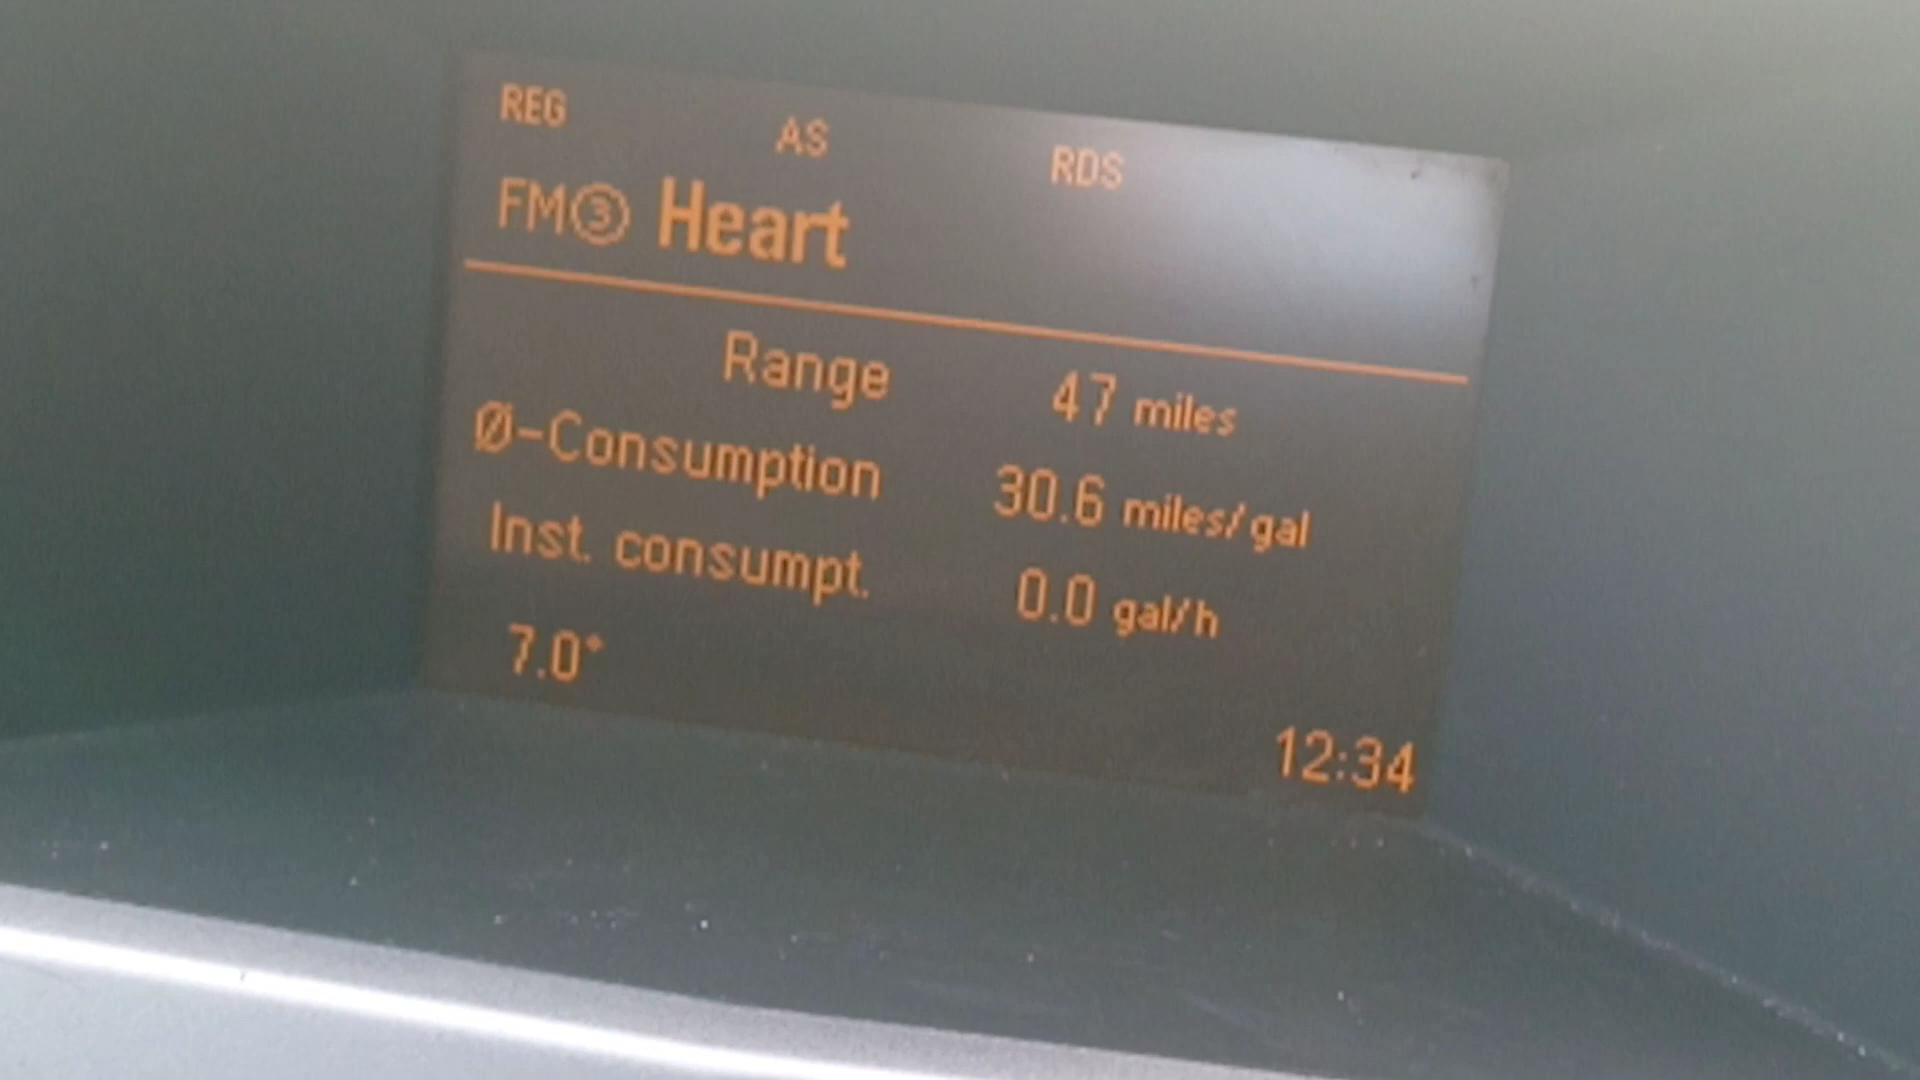 REG AS RDS
FM③ Heart
Range 47 miles
Ø-Consumption 30.6 miles/gal
Inst. consumpt. 0.0 gal/h
7.0°
12:34